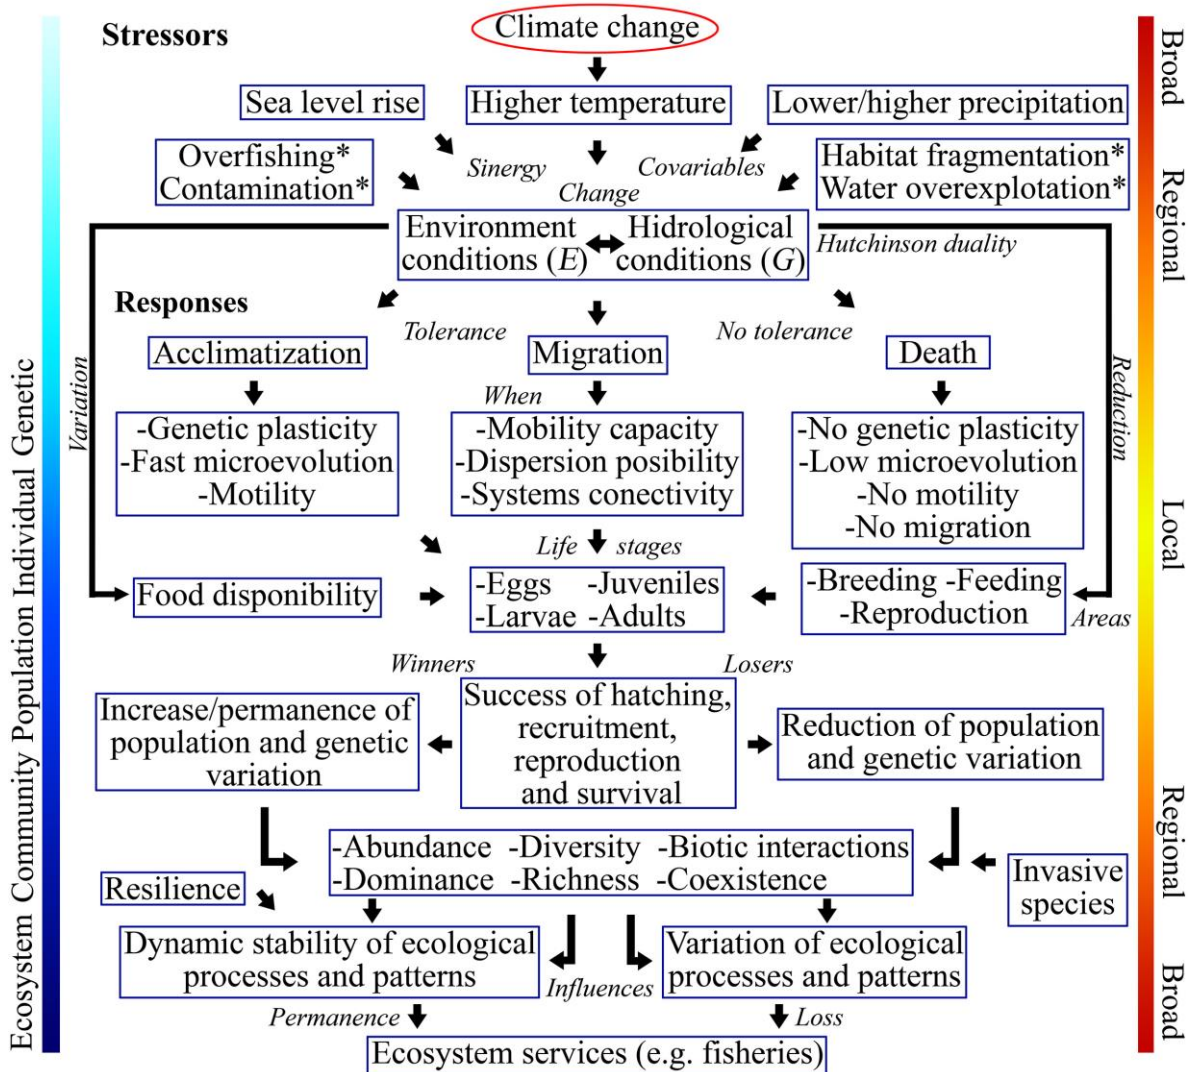 Stressors
Climate change
Sea level rise
Higher temperature
Lower/higher precipitation
Overfishing*
Contamination*
Sinergy
Change
Covariables
Habitat fragmentation*
Water overexplotation*
Environment
conditions (E)
Hidrological
conditions (G)
Hutchinson duality
Responses
Tolerance
No tolerance
Acclimatization
Migration
Death
Variation
When
Reduction
-Genetic plasticity
-Fast microevolution
-Motility
-Mobility capacity
-Dispersion posibility
-Systems conectivity
-No genetic plasticity
-Low microevolution
-No motility
-No migration
Life stages
Food disponibility
-Eggs -Juveniles
-Larvae -Adults
-Breeding -Feeding
-Reproduction
Areas
Winners
Losers
Increase/permanence of
population and genetic
variation
Success of hatching,
recruitment,
reproduction
and survival
Reduction of population
and genetic variation
-Abundance -Diversity -Biotic interactions
-Dominance -Richness -Coexistence
Resilience
Invasive
species
Dynamic stability of ecological
processes and patterns
Influences
Variation of ecological
processes and patterns
Permanence
Loss
Ecosystem services (e.g. fisheries)
Ecosystem Community Population Individual Genetic
Broad
Regional
Local
Regional
Broad